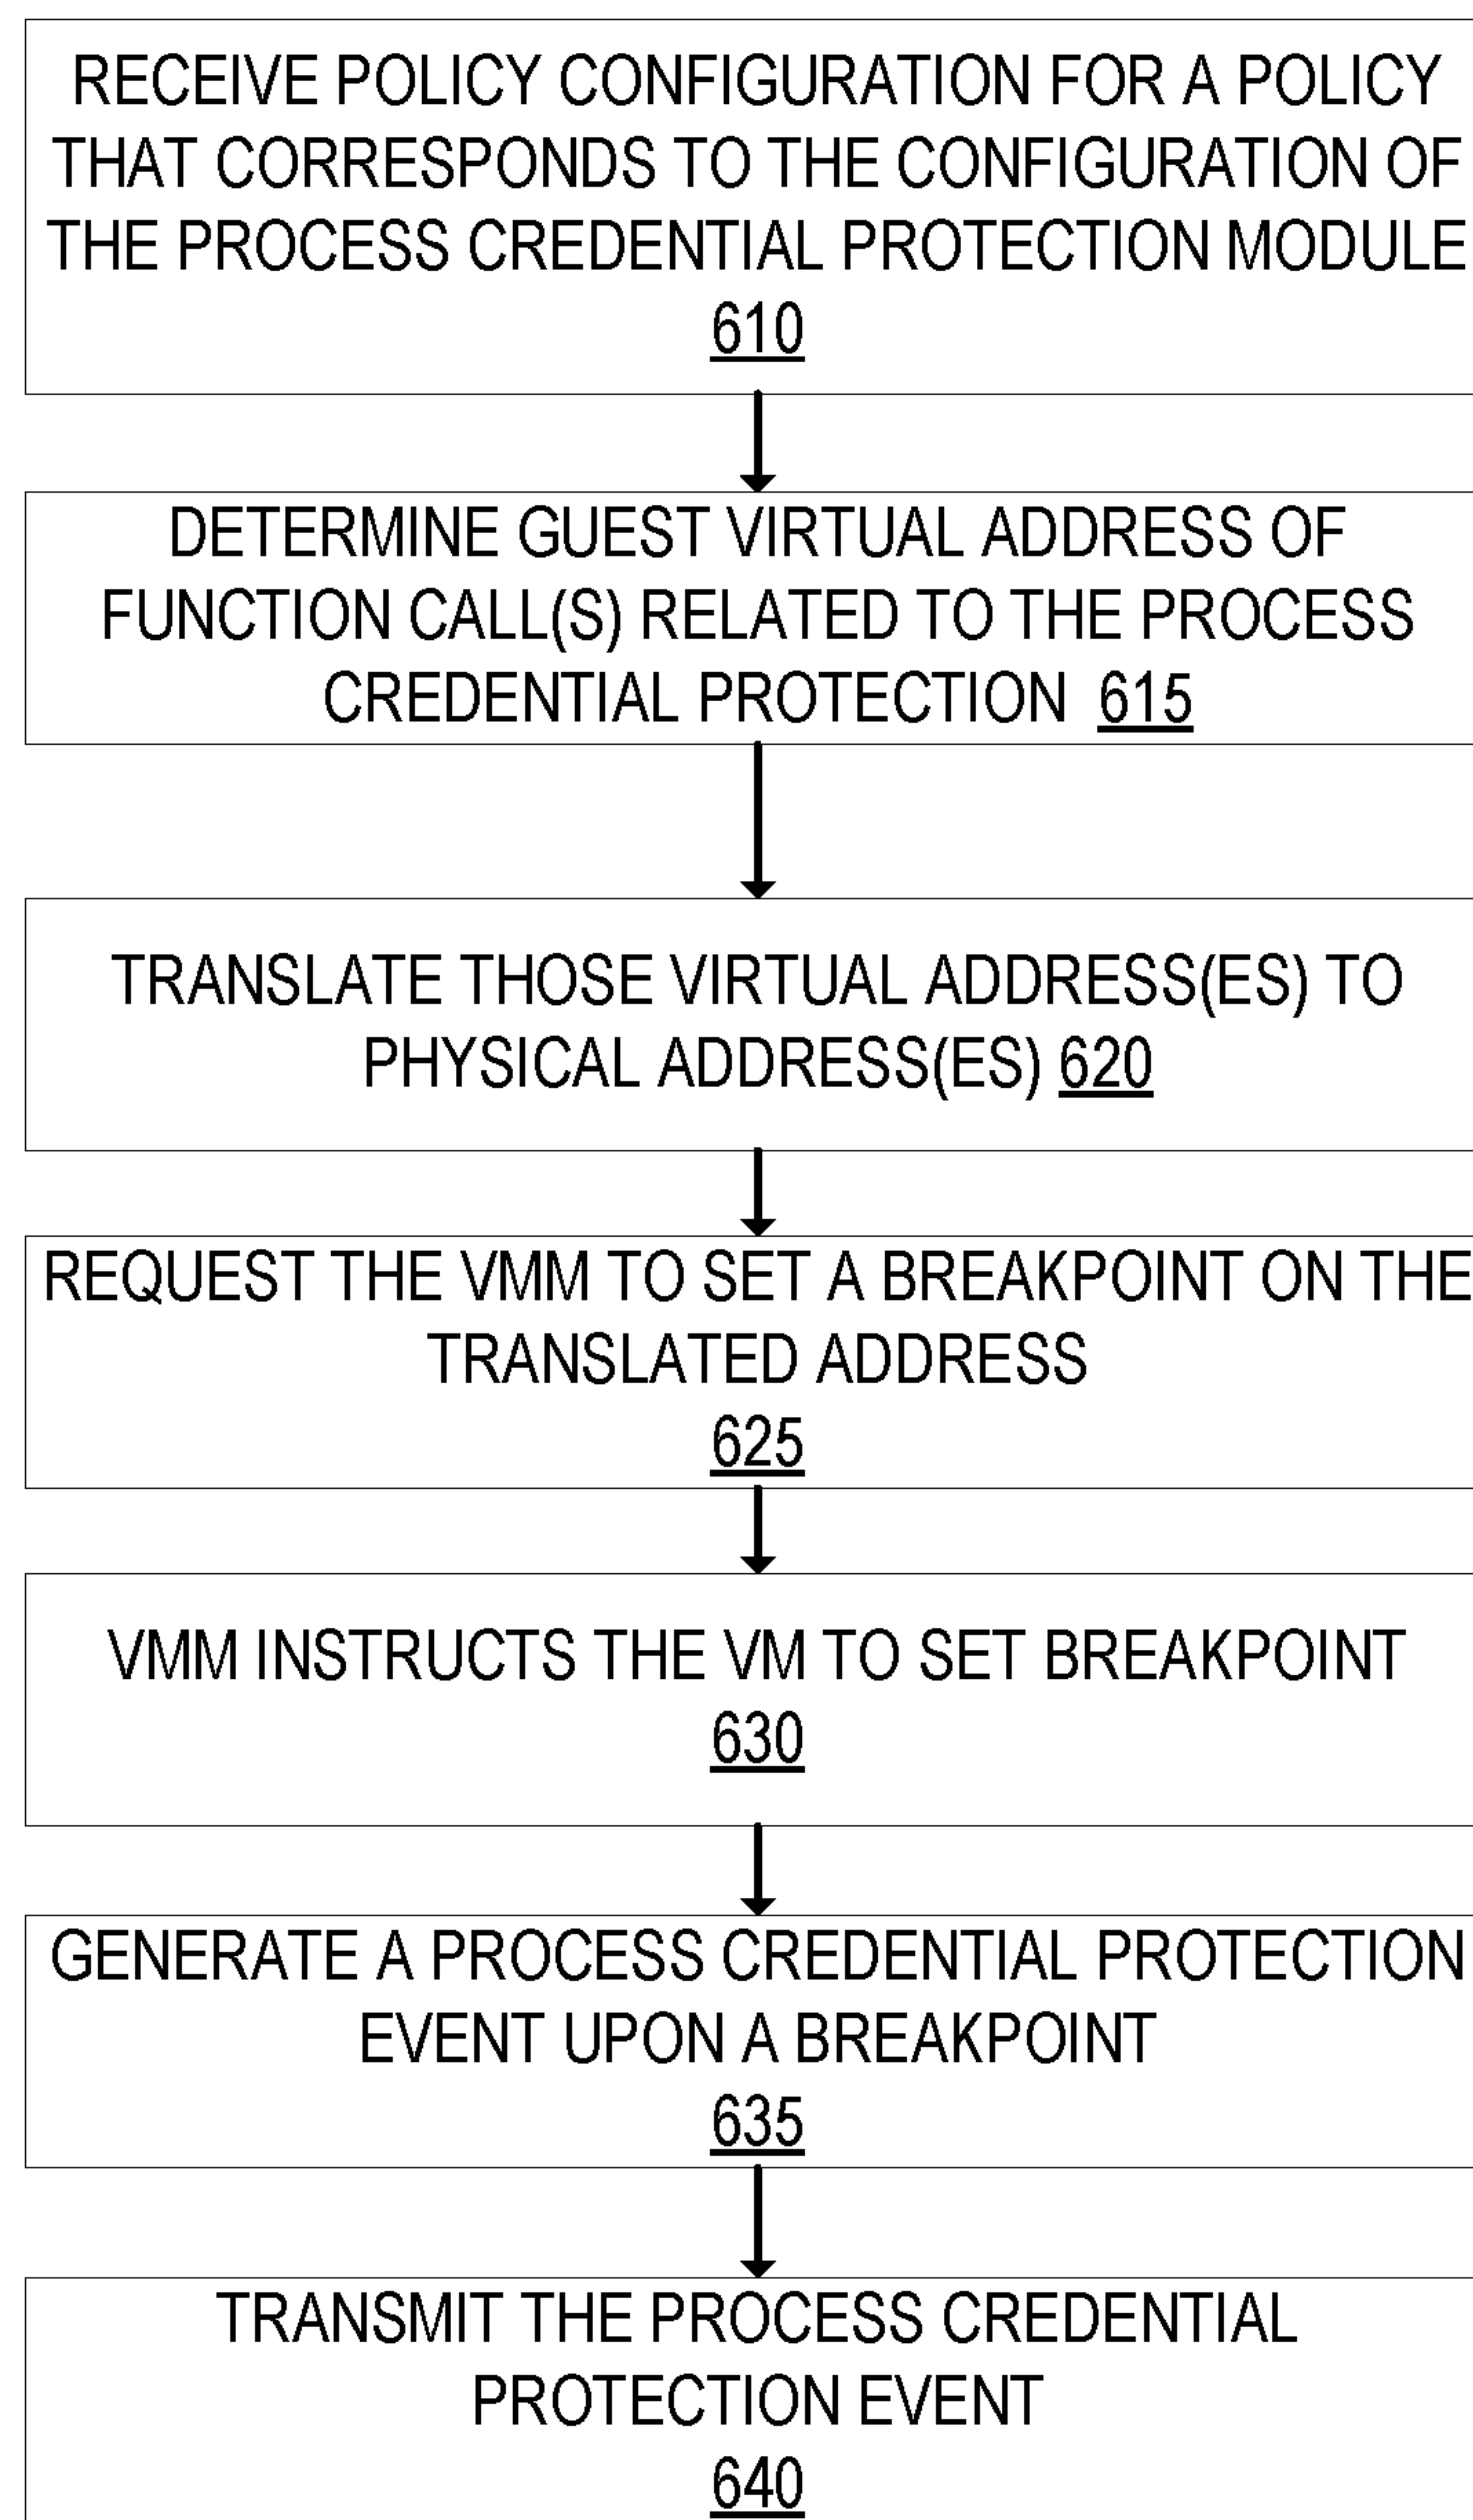 RECEIVE POLICY CONFIGURATION FOR A POLICY
THAT CORRESPONDS TO THE CONFIGURATION OF
THE PROCESS CREDENTIAL PROTECTION MODULE
610
DETERMINE GUEST VIRTUAL ADDRESS OF
FUNCTION CALL(S) RELATED TO THE PROCESS
CREDENTIAL PROTECTION 615
TRANSLATE THOSE VIRTUAL ADDRESS(ES) TO
PHYSICAL ADDRESS(ES) 620
REQUEST THE VMM TO SET A BREAKPOINT ON THE
TRANSLATED ADDRESS
625
VMM INSTRUCTS THE VM TO SET BREAKPOINT
630
GENERATE A PROCESS CREDENTIAL PROTECTION
EVENT UPON A BREAKPOINT
635
TRANSMIT THE PROCESS CREDENTIAL
PROTECTION EVENT
640